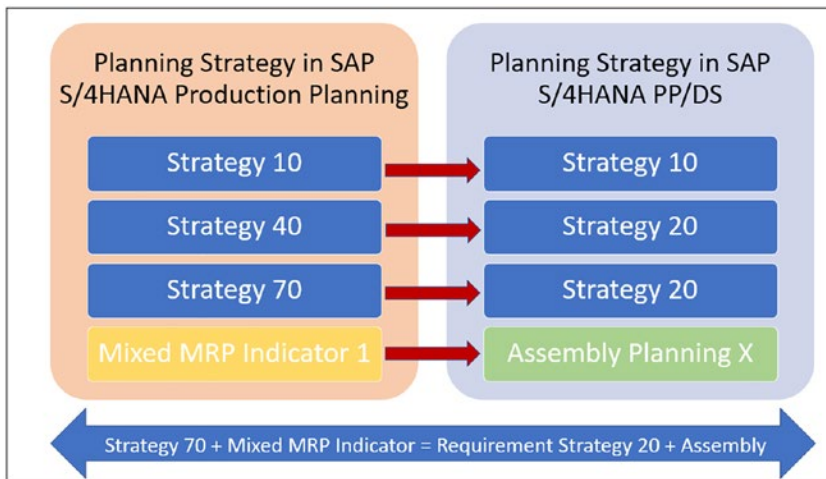 Planning Strategy in SAP
S/4HANA Production Planning
Strategy 10
Strategy 40
Strategy 70
Mixed MRP Indicator 1
Planning Strategy in SAP
S/4HANA PP/DS
Strategy 10
Strategy 20
Strategy 20
Assembly Planning X
Strategy 70 + Mixed MRP Indicator = Requirement Strategy 20 + Assembly